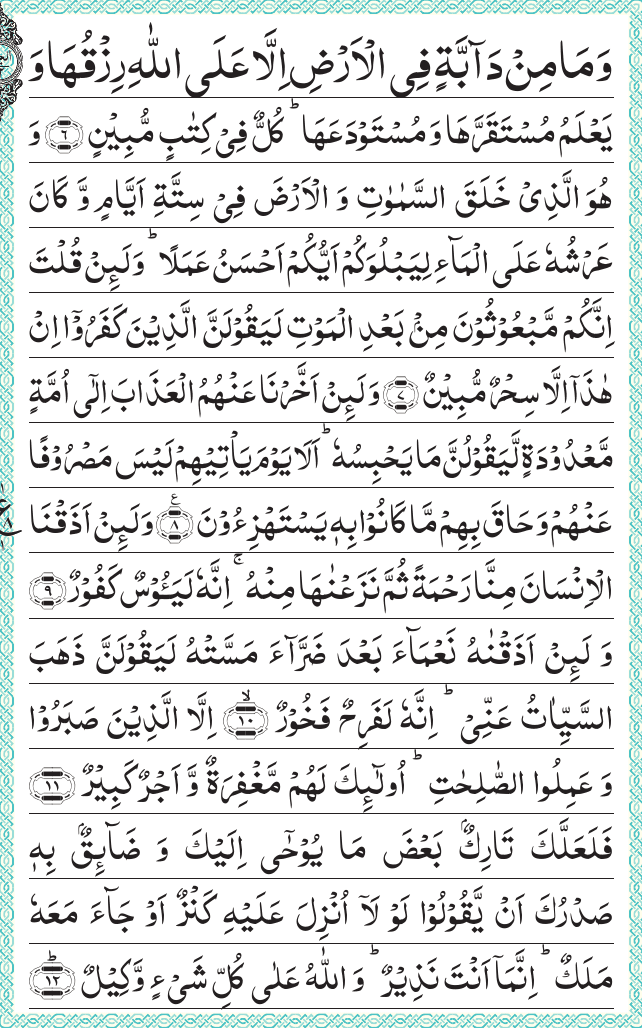 وَمَا مِنْ دَآبَّةٍ فِی الْاَرْضِ اِلَّا عَلَی اللّٰهِ رِزْقُهَا وَ
یَعْلَمُ مُسْتَقَرَّهَا وَ مُسْتَوْدَعَهَا ؕ كُلٌّ فِیْ كِتٰبٍ مُّبِیْنٍ ﴿۶﴾ وَ
هُوَ الَّذِیْ خَلَقَ السَّمٰوٰتِ وَ الْاَرْضَ فِیْ سِتَّةِ اَیَّامٍ وَّ كَانَ
عَرْشُهٗ عَلَی الْمَآءِ لِیَبْلُوَكُمْ اَیُّكُمْ اَحْسَنُ عَمَلًا ؕ وَلَىِٕنْ قُلْتَ
اِنَّكُمْ مَّبْعُوْثُوْنَ مِنْۢ بَعْدِ الْمَوْتِ لَیَقُوْلَنَّ الَّذِیْنَ كَفَرُوْۤا اِنْ
هٰذَاۤ اِلَّا سِحْرٌ مُّبِیْنٌ ﴿۷﴾ وَلَىِٕنْ اَخَّرْنَا عَنْهُمُ الْعَذَابَ اِلٰۤی اُمَّةٍ
مَّعْدُوْدَةٍ لَّیَقُوْلُنَّ مَا یَحْبِسُهٗ ؕ اَلَا یَوْمَ یَاْتِیْهِمْ لَیْسَ مَصْرُوْفًا
عَنْهُمْ وَحَاقَ بِهِمْ مَّا كَانُوْا بِهٖ یَسْتَهْزِءُوْنَ ﴿۸﴾ وَلَىِٕنْ اَذَقْنَا
الْاِنْسَانَ مِنَّا رَحْمَةً ثُمَّ نَزَعْنٰهَا مِنْهُ ۚ اِنَّهٗ لَیَـُٔوْسٌ كَفُوْرٌ ﴿۹﴾
وَ لَىِٕنْ اَذَقْنٰهُ نَعْمَآءَ بَعْدَ ضَرَّآءَ مَسَّتْهُ لَیَقُوْلَنَّ ذَهَبَ
السَّیِّاٰتُ عَنِّیْ ؕ اِنَّهٗ لَفَرِحٌ فَخُوْرٌ ﴿۱۰﴾ۙ اِلَّا الَّذِیْنَ صَبَرُوْا
وَ عَمِلُوا الصّٰلِحٰتِ ؕ اُولٰٓىِٕكَ لَهُمْ مَّغْفِرَةٌ وَّ اَجْرٌ كَبِیْرٌ ﴿۱۱﴾
فَلَعَلَّكَ تَارِكٌۢ بَعْضَ مَا یُوْحٰۤی اِلَیْكَ وَ ضَآىِٕقٌۢ بِهٖ
صَدْرُكَ اَنْ یَّقُوْلُوْا لَوْ لَاۤ اُنْزِلَ عَلَیْهِ كَنْزٌ اَوْ جَآءَ مَعَهٗ
مَلَكٌ ؕ اِنَّمَاۤ اَنْتَ نَذِیْرٌ ؕ وَ اللّٰهُ عَلٰی كُلِّ شَیْءٍ وَّكِیْلٌ ﴿۱۲﴾ؕ